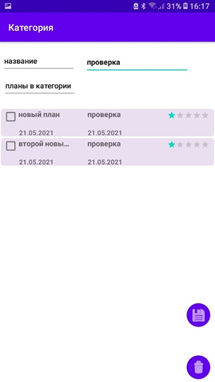 31% 16:17
Категория
название проверка
планы в категории
новый план проверка
21.05.2021 21.05.2021
второй новы... проверка
21.05.2021 21.05.2021